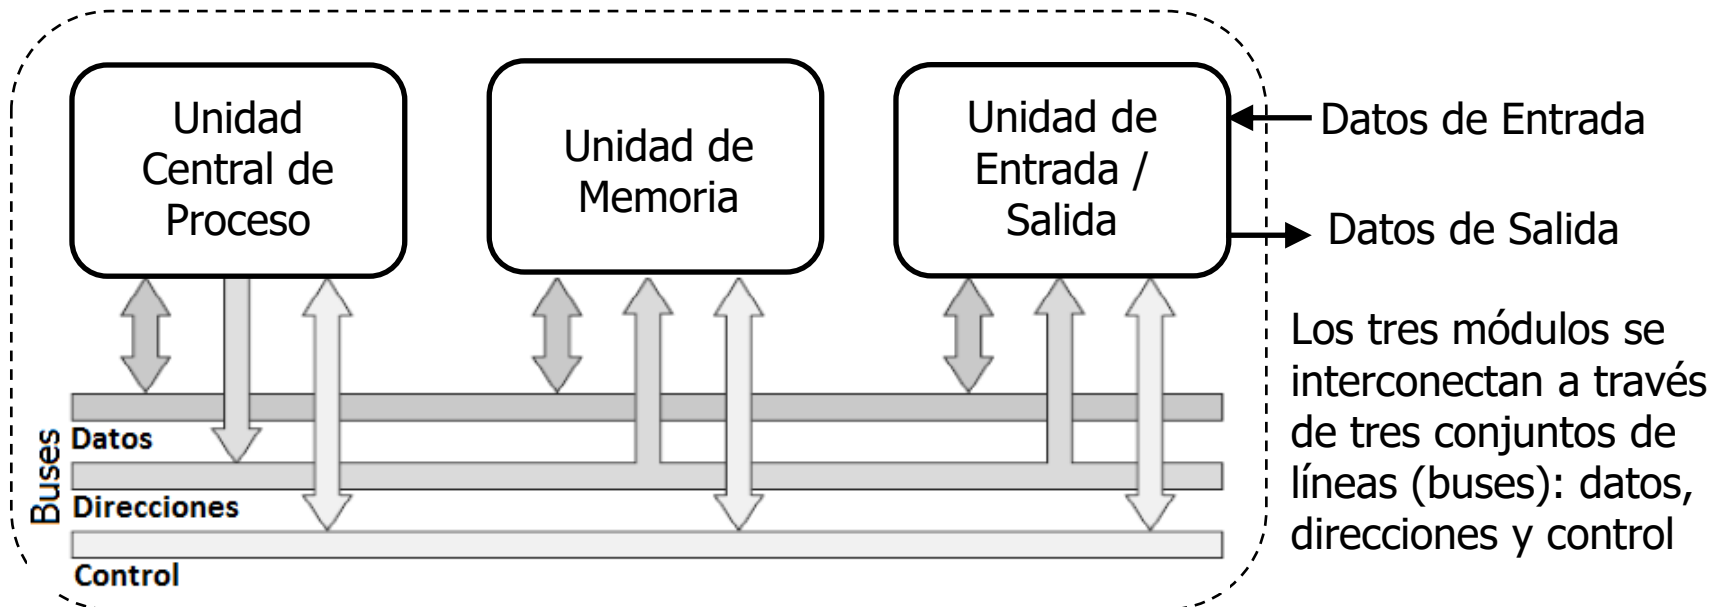 Unidad
Central de
Proceso
Unidad de
Memoria
Unidad de
Entrada /
Salida
Datos de Entrada
Datos de Salida
Los tres módulos se
interconectan a través
de tres conjuntos de
líneas (buses): datos,
direcciones y control
Buses
Datos
Direcciones
Control